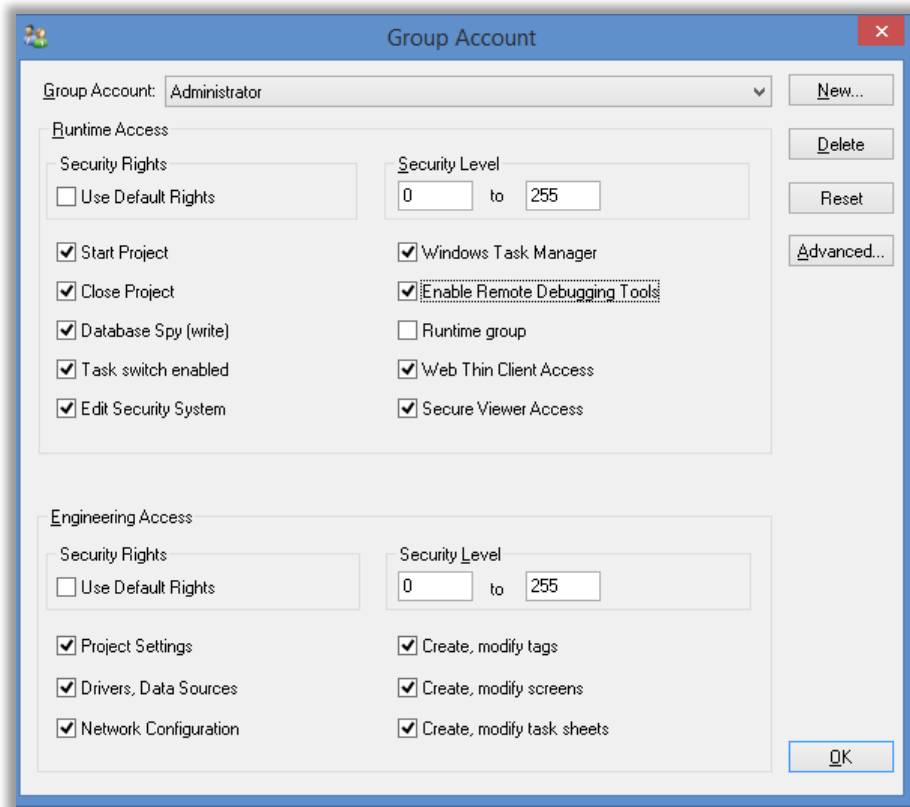 Group Account
Group Account: Administrator
New...
Runtime Access
Delete
Security Rights
Security Level
Use Default Rights
0 to 255
Reset
Start Project
Windows Task Manager
Advanced...
Close Project
Enable Remote Debugging Tools
Database Spy (write)
Runtime group
Task switch enabled
Web Thin Client Access
Edit Security System
Secure Viewer Access
Engineering Access
Security Rights
Security Level
Use Default Rights
0 to 255
Project Settings
Create, modify tags
Drivers, Data Sources
Create, modify screens
Network Configuration
Create, modify task sheets
OK